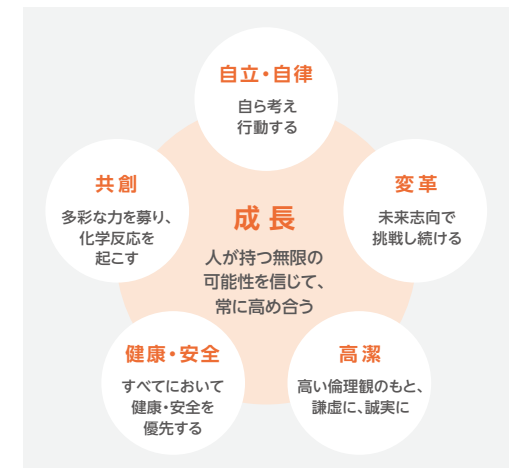 自立・自律
自ら考え
行動する
共創
多彩な力を募り、
化学反応を
起こす
変革
未来志向で
挑戦し続ける
成長
人が持つ無限の
可能性を信じて、
常に高め合う
健康・安全
すべてにおいて
健康・安全を
優先する
高潔
高い倫理観のもと、
謙虚に、誠実に